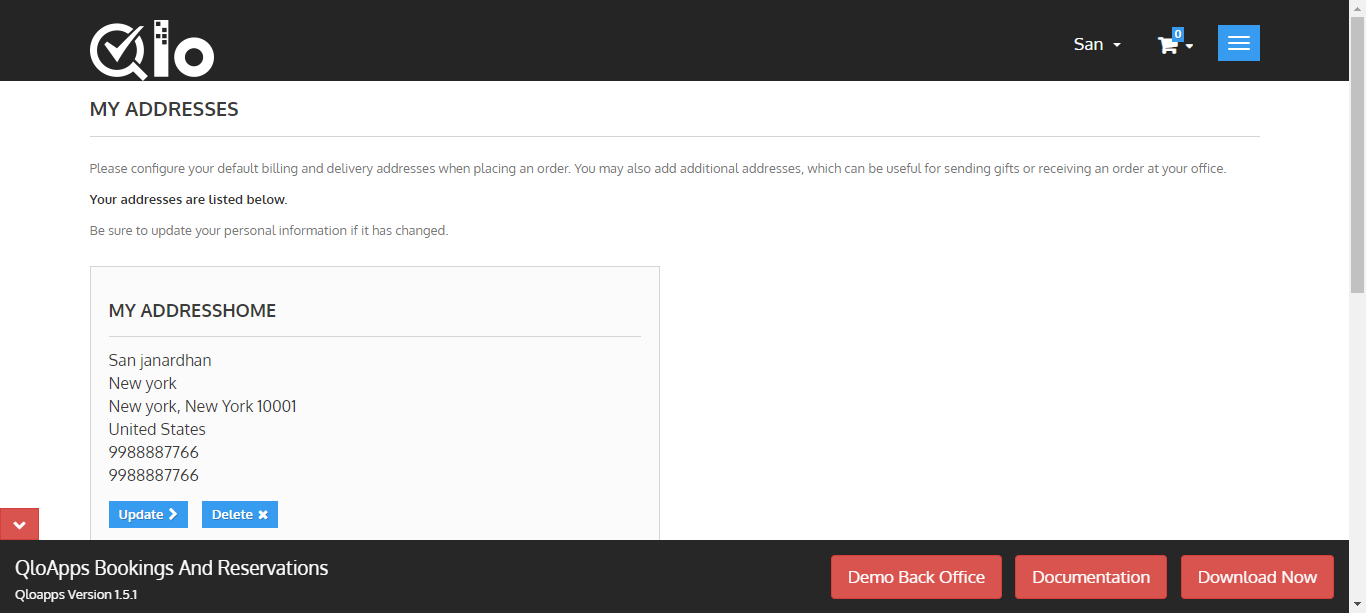 Qlo
San
0
MY ADDRESSES
Please configure your default billing and delivery addresses when placing an order. You may also add additional addresses, which can be useful for sending gifts or receiving an order at your office.
Your addresses are listed below.
Be sure to update your personal information if it has changed.
MY ADDRESSHOME
San janardhan
New york
New york, New York 10001
United States
9988887766
9988887766
Update
Delete
QloApps Bookings And Reservations
Qloapps Version 1.5.1
Demo Back Office
Documentation
Download Now